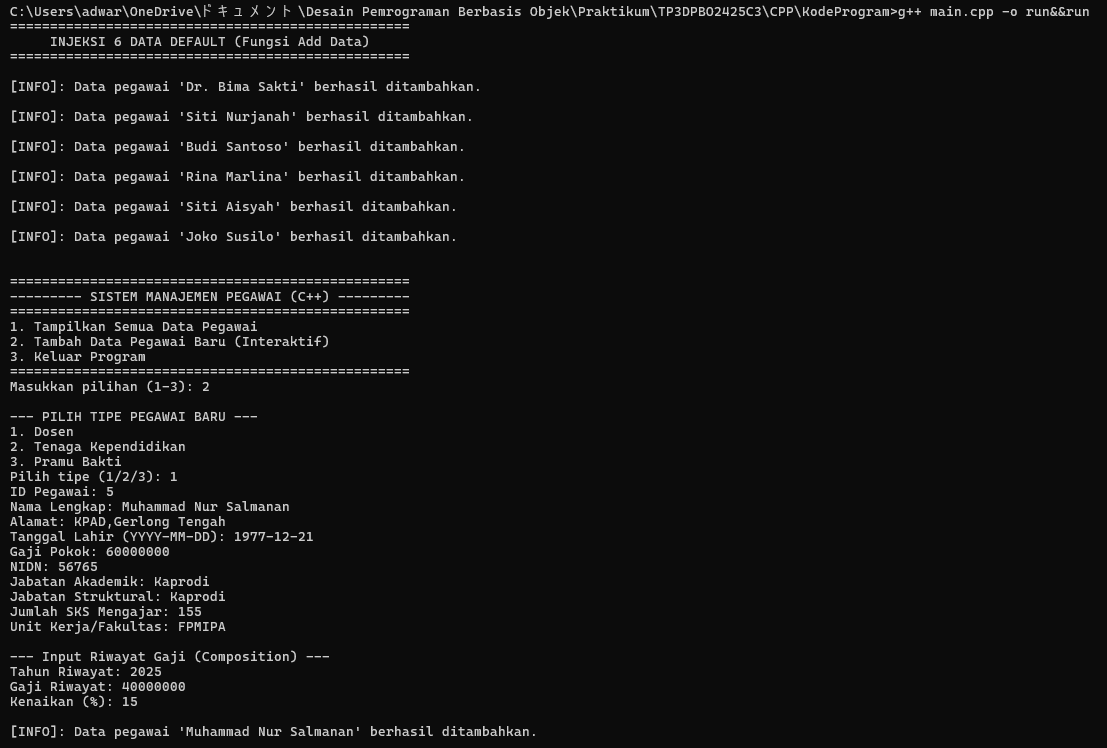 C:\Users\adwar\OneDrive\ドキュメント\Desain Pemrograman Berbasis Objek\Praktikum\TP3DPBO2425C3\CPP\KodeProgram>g++ main.cpp -o run&&run
==================================================
INJEKSI 6 DATA DEFAULT (Fungsi Add Data)
==================================================
[INFO]: Data pegawai 'Dr. Bima Sakti' berhasil ditambahkan.
[INFO]: Data pegawai 'Siti Nurjanah' berhasil ditambahkan.
[INFO]: Data pegawai 'Budi Santoso' berhasil ditambahkan.
[INFO]: Data pegawai 'Rina Marlina' berhasil ditambahkan.
[INFO]: Data pegawai 'Siti Aisyah' berhasil ditambahkan.
[INFO]: Data pegawai 'Joko Susilo' berhasil ditambahkan.
==================================================
--------- SISTEM MANAJEMEN PEGAWAI (C++) ---------
==================================================
1. Tampilkan Semua Data Pegawai
2. Tambah Data Pegawai Baru (Interaktif)
3. Keluar Program
==================================================
Masukkan pilihan (1-3): 2
--- PILIH TIPE PEGAWAI BARU ---
1. Dosen
2. Tenaga Kependidikan
3. Pramu Bakti
Pilih tipe (1/2/3): 1
ID Pegawai: 5
Nama Lengkap: Muhammad Nur Salmanan
Alamat: KPAD,Gerlong Tengah
Tanggal Lahir (YYYY-MM-DD): 1977-12-21
Gaji Pokok: 60000000
NIDN: 56765
Jabatan Akademik: Kaprodi
Jabatan Struktural: Kaprodi
Jumlah SKS Mengajar: 155
Unit Kerja/Fakultas: FPMIPA
--- Input Riwayat Gaji (Composition) ---
Tahun Riwayat: 2025
Gaji Riwayat: 40000000
Kenaikan (%): 15
[INFO]: Data pegawai 'Muhammad Nur Salmanan' berhasil ditambahkan.